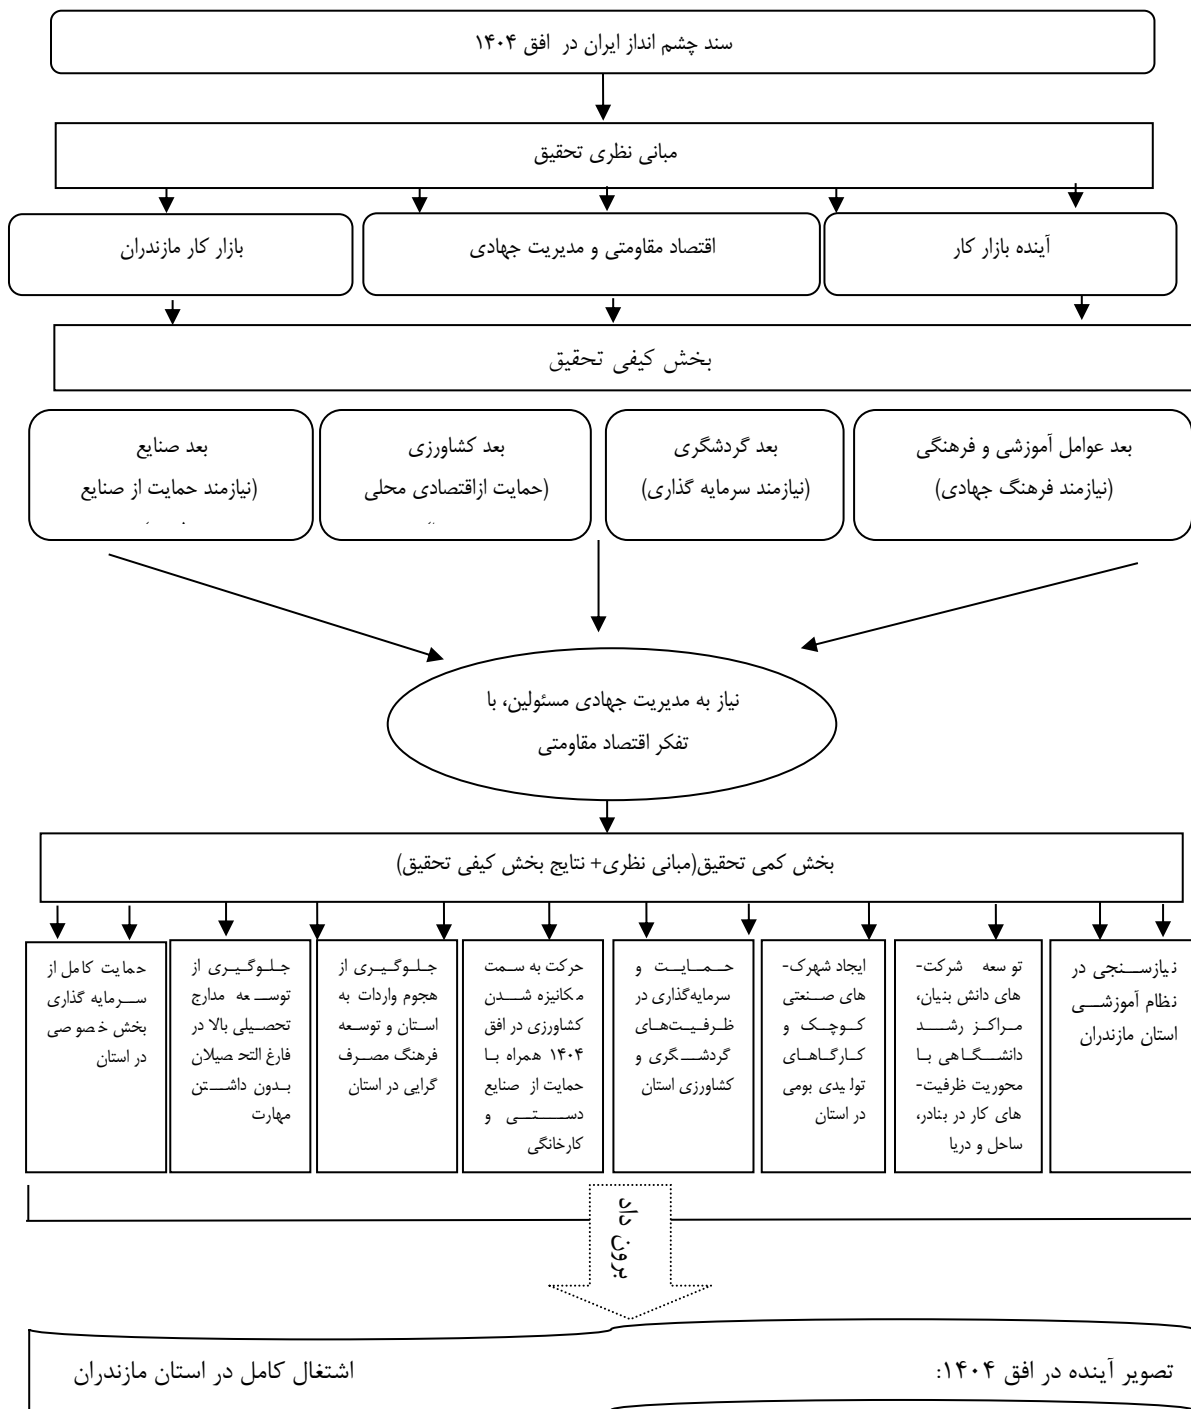 سند چشم انداز ایران در افق ۱۴۰۴
مبانی نظری تحقیق
آینده بازار کار
اقتصاد مقاومتی و مدیریت جهادی
بازار کار مازندران
بخش کیفی تحقیق
بعد عوامل آموزشی و فرهنگی
(نیازمند فرهنگ جهادی)
بعد گردشگری
(نیازمند سرمایه گذاری)
بعد کشاورزی
(حمایت ازاقتصادی محلی
بعد صنایع
(نیازمند حمایت از صنایع
نیاز به مدیریت جهادی مسئولین، با
تفکر اقتصاد مقاومتی
بخش کمی تحقیق(مبانی نظری+ نتایج بخش کیفی تحقیق)
نیازسنجی در
نظام آموزشی
استان مازندران
توسعه شرکت-
های دانش بنیان،
مراکز رشد
دانشگاهی با
محوریت ظرفیت-
های کار در بنادر،
ساحل و دریا
ایجاد شهرک-
های صنعتی
کوچک و
کارگاهای
تولیدی بومی
در استان
حمایت و
سرمایه‌گذاری در
ظرفیت‌های
گردشگری و
کشاورزی استان
حرکت به سمت
مکانیزه شدن
کشاورزی در افق
۱۴۰۴ همراه با
حمایت از صنایع
دستی و
کارخانگی
جلوگیری از
هجوم واردات به
استان و توسعه
فرهنگ مصرف
گرایی در استان
جلوگیری از
توسعه مدارج
تحصیلی بالا در
فارغ التحصیلان
بدون داشتن
مهارت
حمایت کامل از
سرمایه گذاری
بخش خصوصی
در استان
برون داد
تصویر آینده در افق ۱۴۰۴:
اشتغال کامل در استان مازندران